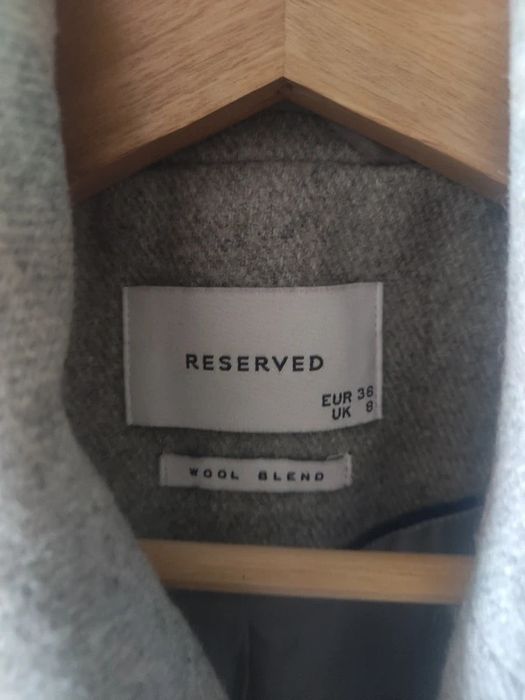 RESERVED
EUR 36
UK 8
WOOL BLEND